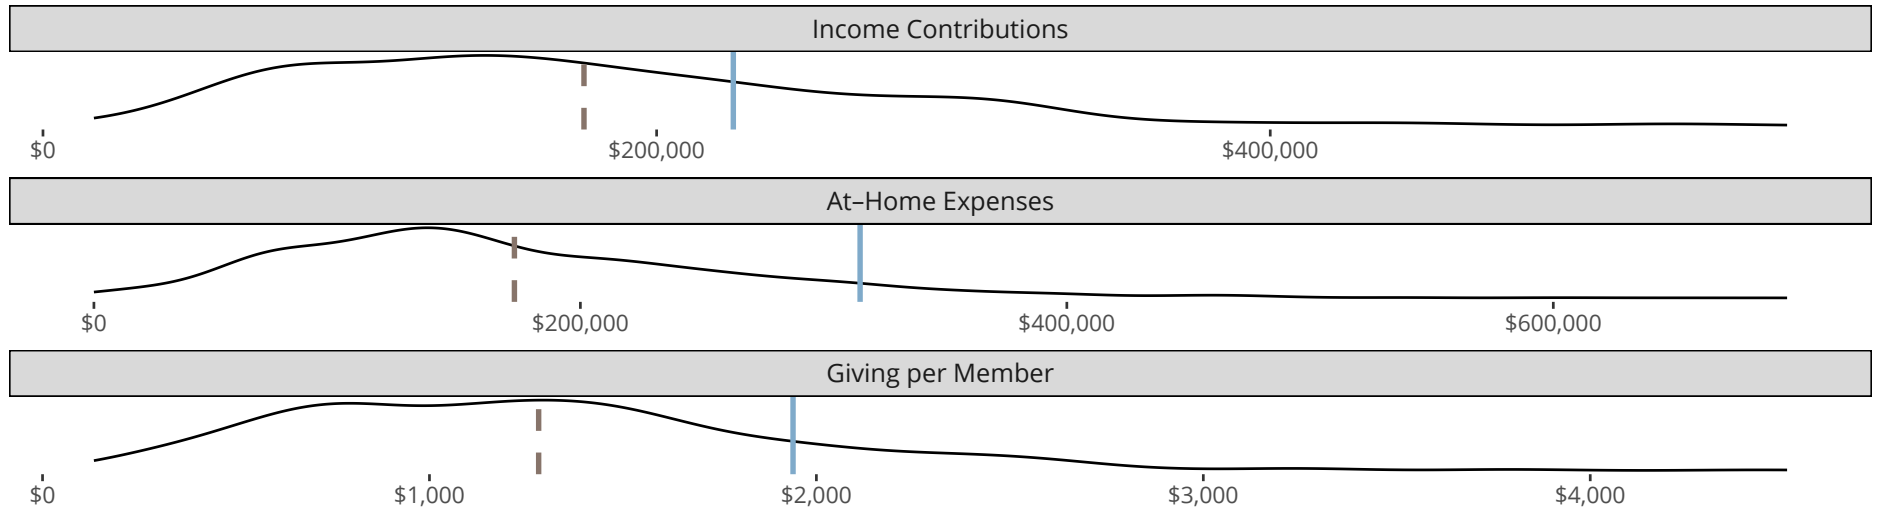 Income Contributions
$0 $200,000 $400,000
At–Home Expenses
$0 $200,000 $400,000 $600,000
Giving per Member
$0 $1,000 $2,000 $3,000 $4,000